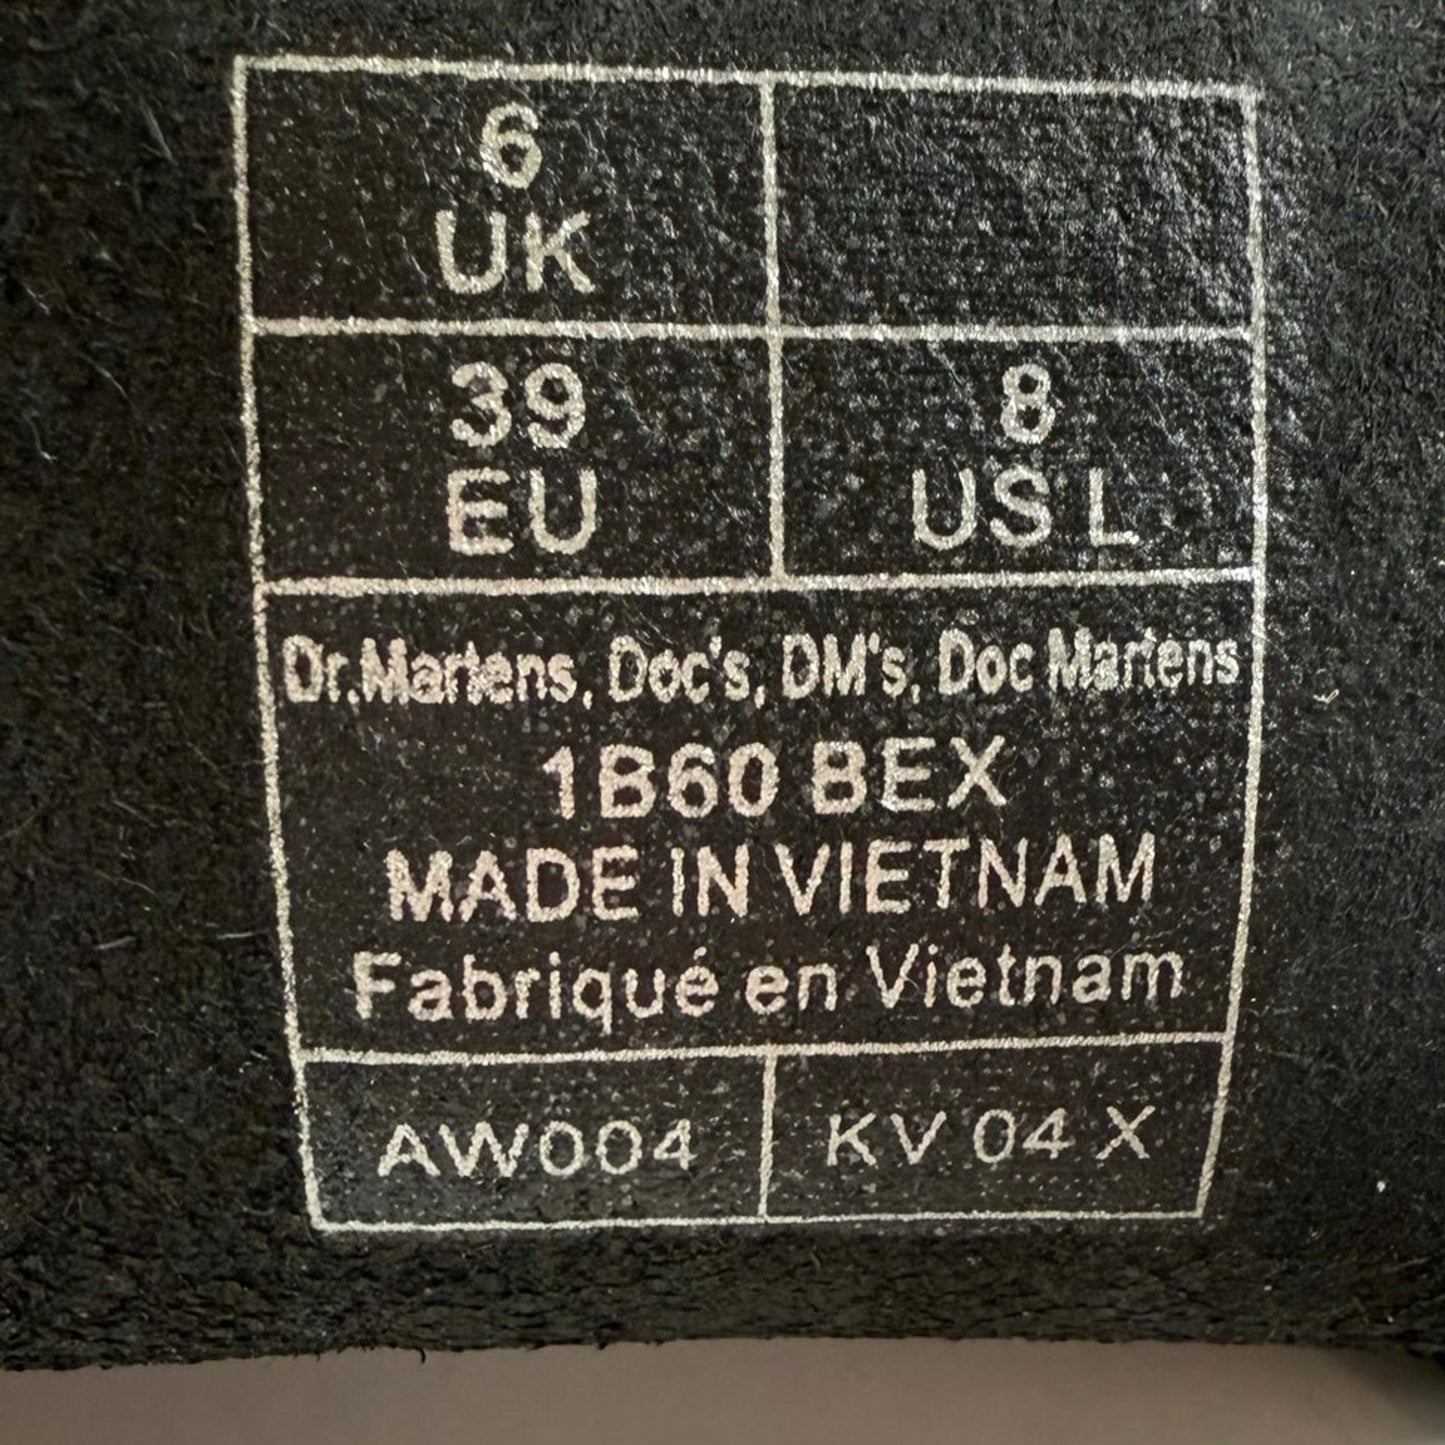 6
UK
39
EU
8
US L
Dr.Martens, Doc's, DM's, Doc Martens
1B60 BEX
MADE IN VIETNAM
Fabriqué en Vietnam
AW004
KV 04 X